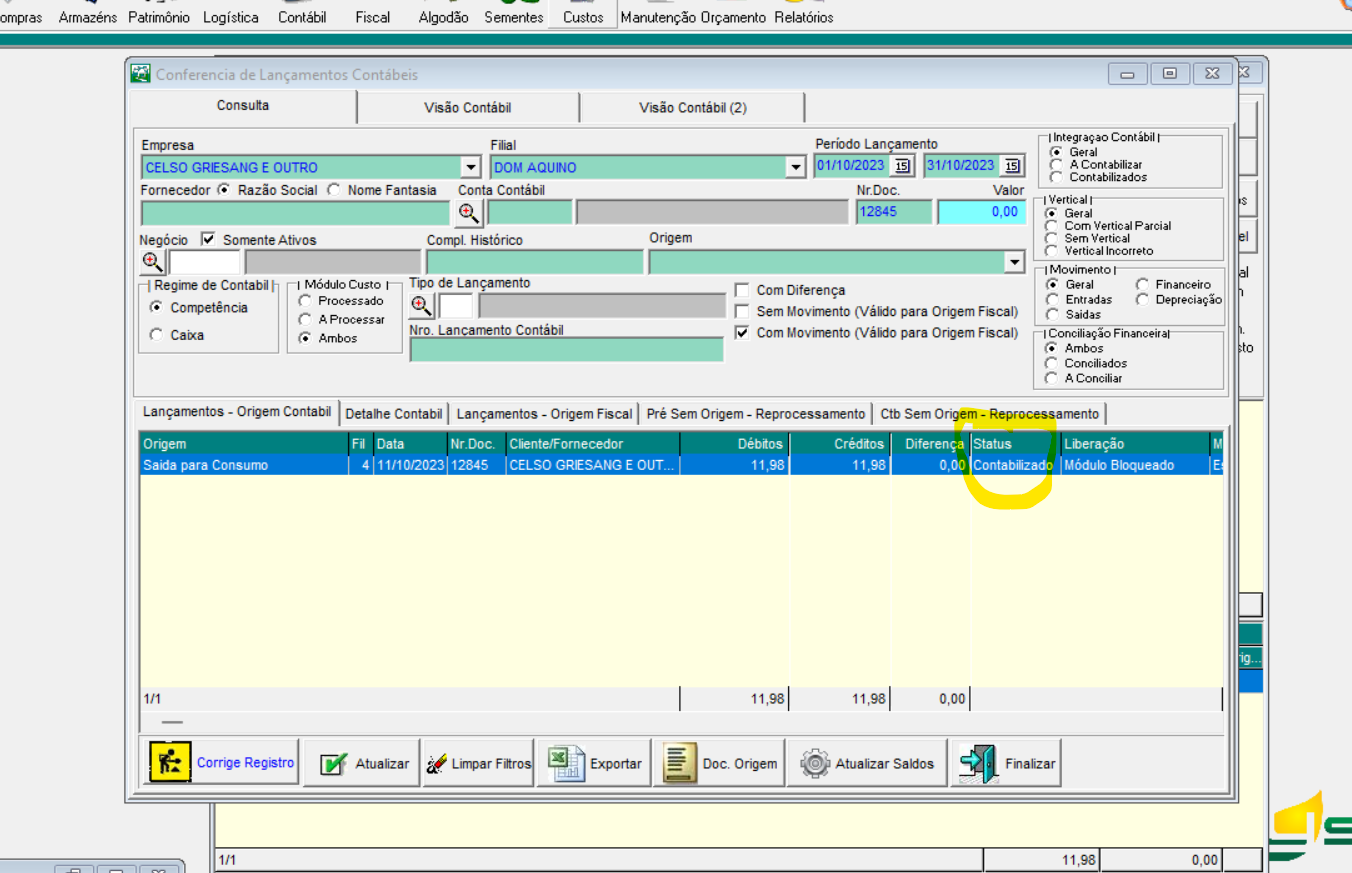 ompras Armazéns Patrimônio Logística Contábil Fiscal Algodão Sementes Custos Manutenção Orçamento Relatórios
Conferencia de Lançamentos Contábeis
Consulta Visão Contábil Visão Contábil (2)
Empresa Filial Período Lançamento
CELSO GRIESANG E OUTRO DOM AQUINO 01/10/2023 15 31/10/2023 15
Fornecedor Razão Social Nome Fantasia Conta Contábil Nr.Doc. Valor
12845 0,00
Negócio Somente Ativos Compl. Histórico Origem
Regime de Contabil
Competência
Caixa
Módulo Custo
Processado
A Processar
Ambos
Tipo de Lançamento
Nro. Lançamento Contábil
Com Diferença
Sem Movimento (Válido para Origem Fiscal)
Com Movimento (Válido para Origem Fiscal)
Integraçao Contábil
Geral
A Contabilizar
Contabilizados
Vertical
Geral
Com Vertical Parcial
Sem Vertical
Vertical Incorreto
Movimento
Geral Financeiro
Entradas Depreciação
Saidas
Conciliação Financeira
Ambos
Conciliados
A Conciliar
Lançamentos - Origem Contabil Detalhe Contabil Lançamentos - Origem Fiscal Pré Sem Origem - Reprocessamento Ctb Sem Origem - Reprocessamento
Origem Fil Data Nr.Doc. Cliente/Fornecedor Débitos Créditos Diferença Status Liberação M
Saida para Consumo 4 11/10/2023 12845 CELSO GRIESANG E OUT... 11,98 11,98 0,00 Contabilizado Módulo Bloqueado
1/1 11,98 11,98 0,00
Corrige Registro Atualizar Limpar Filtros Exportar Doc. Origem Atualizar Saldos Finalizar
1/1 11,98 0,00